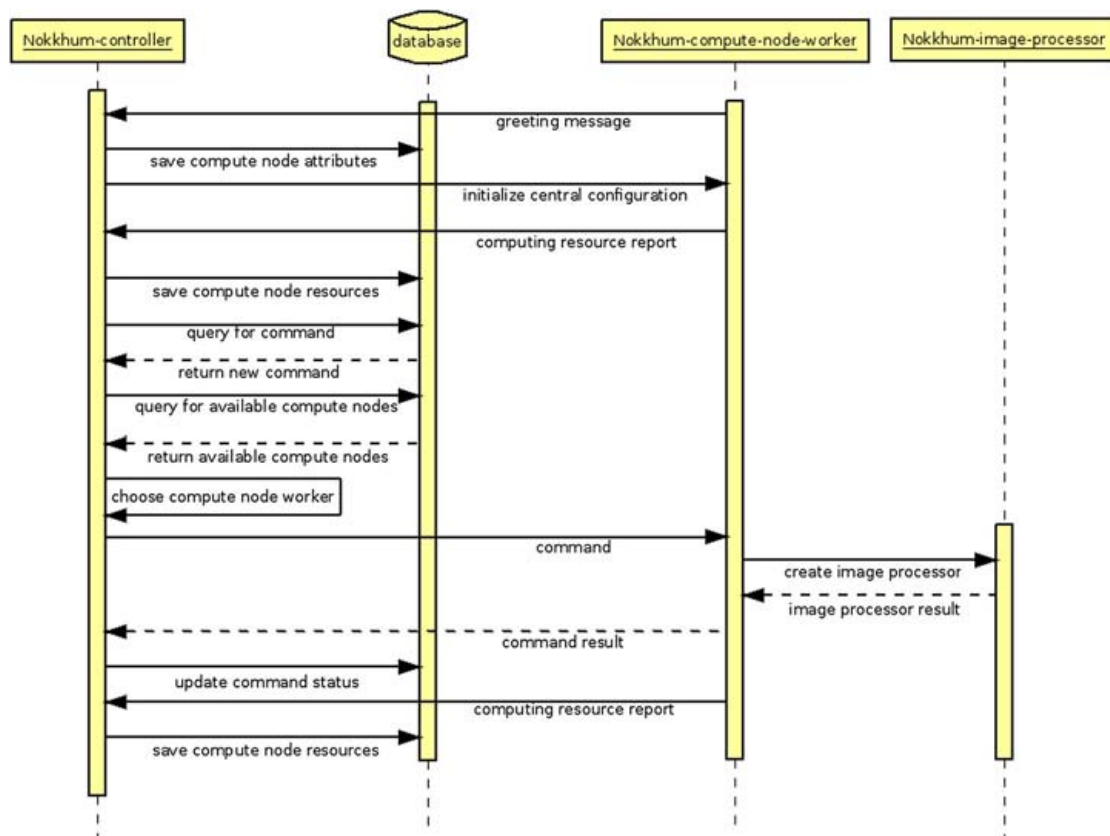 Nokkhum-controller
database
Nokkhum-compute-node-worker
Nokkhum-image-processor
greeting message
save compute node attributes
initialize central configuration
computing resource report
save compute node resources
query for command
return new command
query for available compute nodes
return available compute nodes
choose compute node worker
command
create image processor
image processor result
command result
update command status
computing resource report
save compute node resources